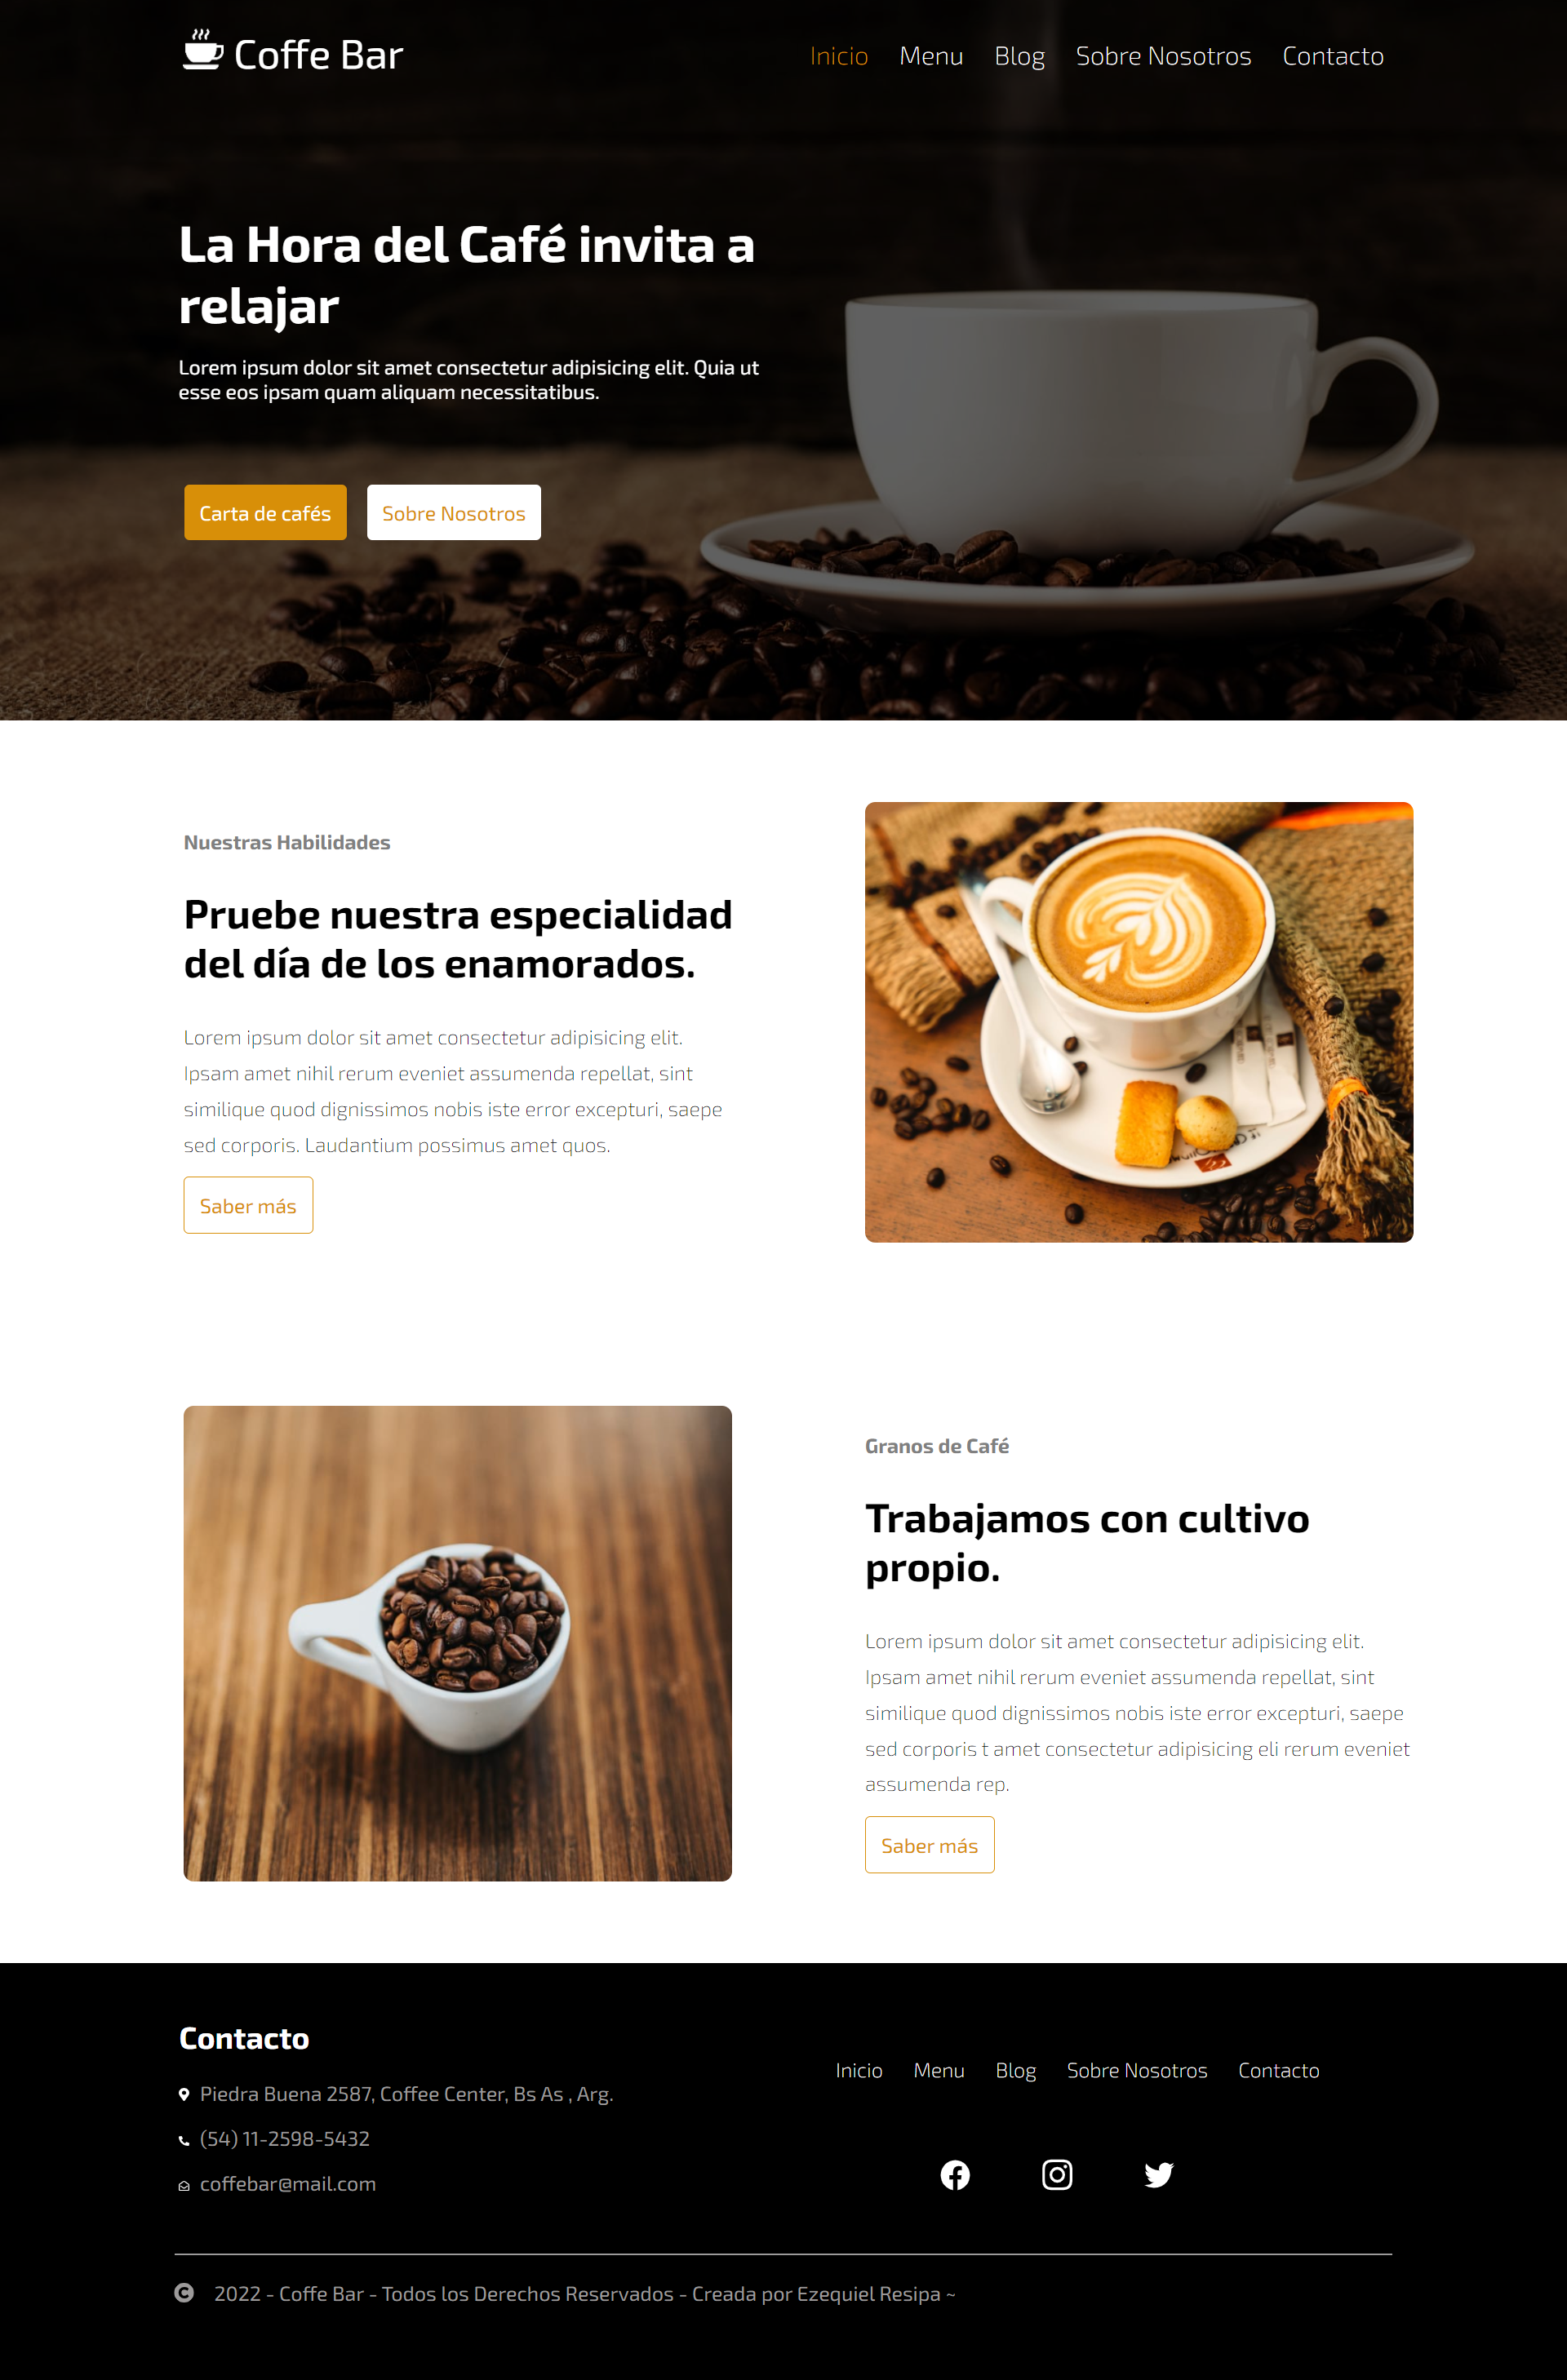 Coffe Bar
Inicio Menu Blog Sobre Nosotros Contacto
La Hora del Café invita a
relajar
Lorem ipsum dolor sit amet consectetur adipisicing elit. Quia ut
esse eos ipsam quam aliquam necessitatibus.
Carta de cafés Sobre Nosotros
Nuestras Habilidades
Pruebe nuestra especialidad
del día de los enamorados.
Lorem ipsum dolor sit amet consectetur adipisicing elit.
Ipsam amet nihil rerum eveniet assumenda repellat, sint
similique quod dignissimos nobis iste error excepturi, saepe
sed corporis. Laudantium possimus amet quos.
Saber más
Granos de Café
Trabajamos con cultivo
propio.
Lorem ipsum dolor sit amet consectetur adipisicing elit.
Ipsam amet nihil rerum eveniet assumenda repellat, sint
similique quod dignissimos nobis iste error excepturi, saepe
sed corporis t amet consectetur adipisicing eli rerum eveniet
assumenda rep.
Saber más
Contacto
Piedra Buena 2587, Coffee Center, Bs As , Arg.
(54) 11-2598-5432
coffebar@mail.com
Inicio Menu Blog Sobre Nosotros Contacto
2022 - Coffe Bar - Todos los Derechos Reservados - Creada por Ezequiel Resipa ~